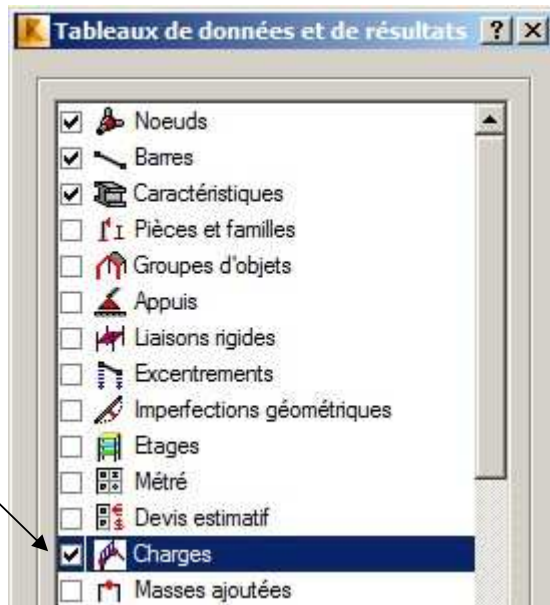 Tableaux de données et de résultats
Noeuds
Barres
Caractéristiques
Pièces et familles
Groupes d'objets
Appuis
Liaisons rigides
Excentrements
Imperfections géométriques
Etages
Métré
Devis estimatif
Charges
Masses ajoutées